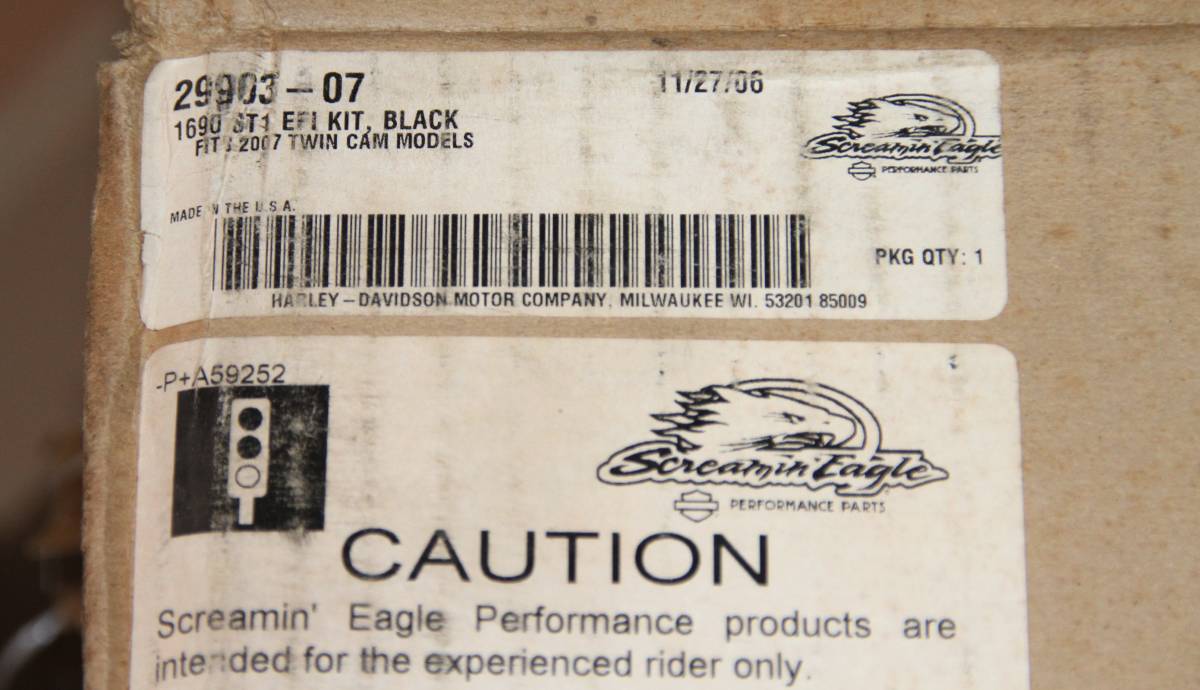 29903-07 11/27/06
1690 ST1 EFI KIT, BLACK
FITS 2007 TWIN CAM MODELS
Screamin' Eagle
PERFORMANCE PARTS
MADE IN THE U.S.A.
PKG QTY: 1
HARLEY-DAVIDSON MOTOR COMPANY, MILWAUKEE WI. 53201 85009
-P+A59252
Screamin' Eagle
PERFORMANCE PARTS
CAUTION
Screamin' Eagle Performance products are
intended for the experienced rider only.